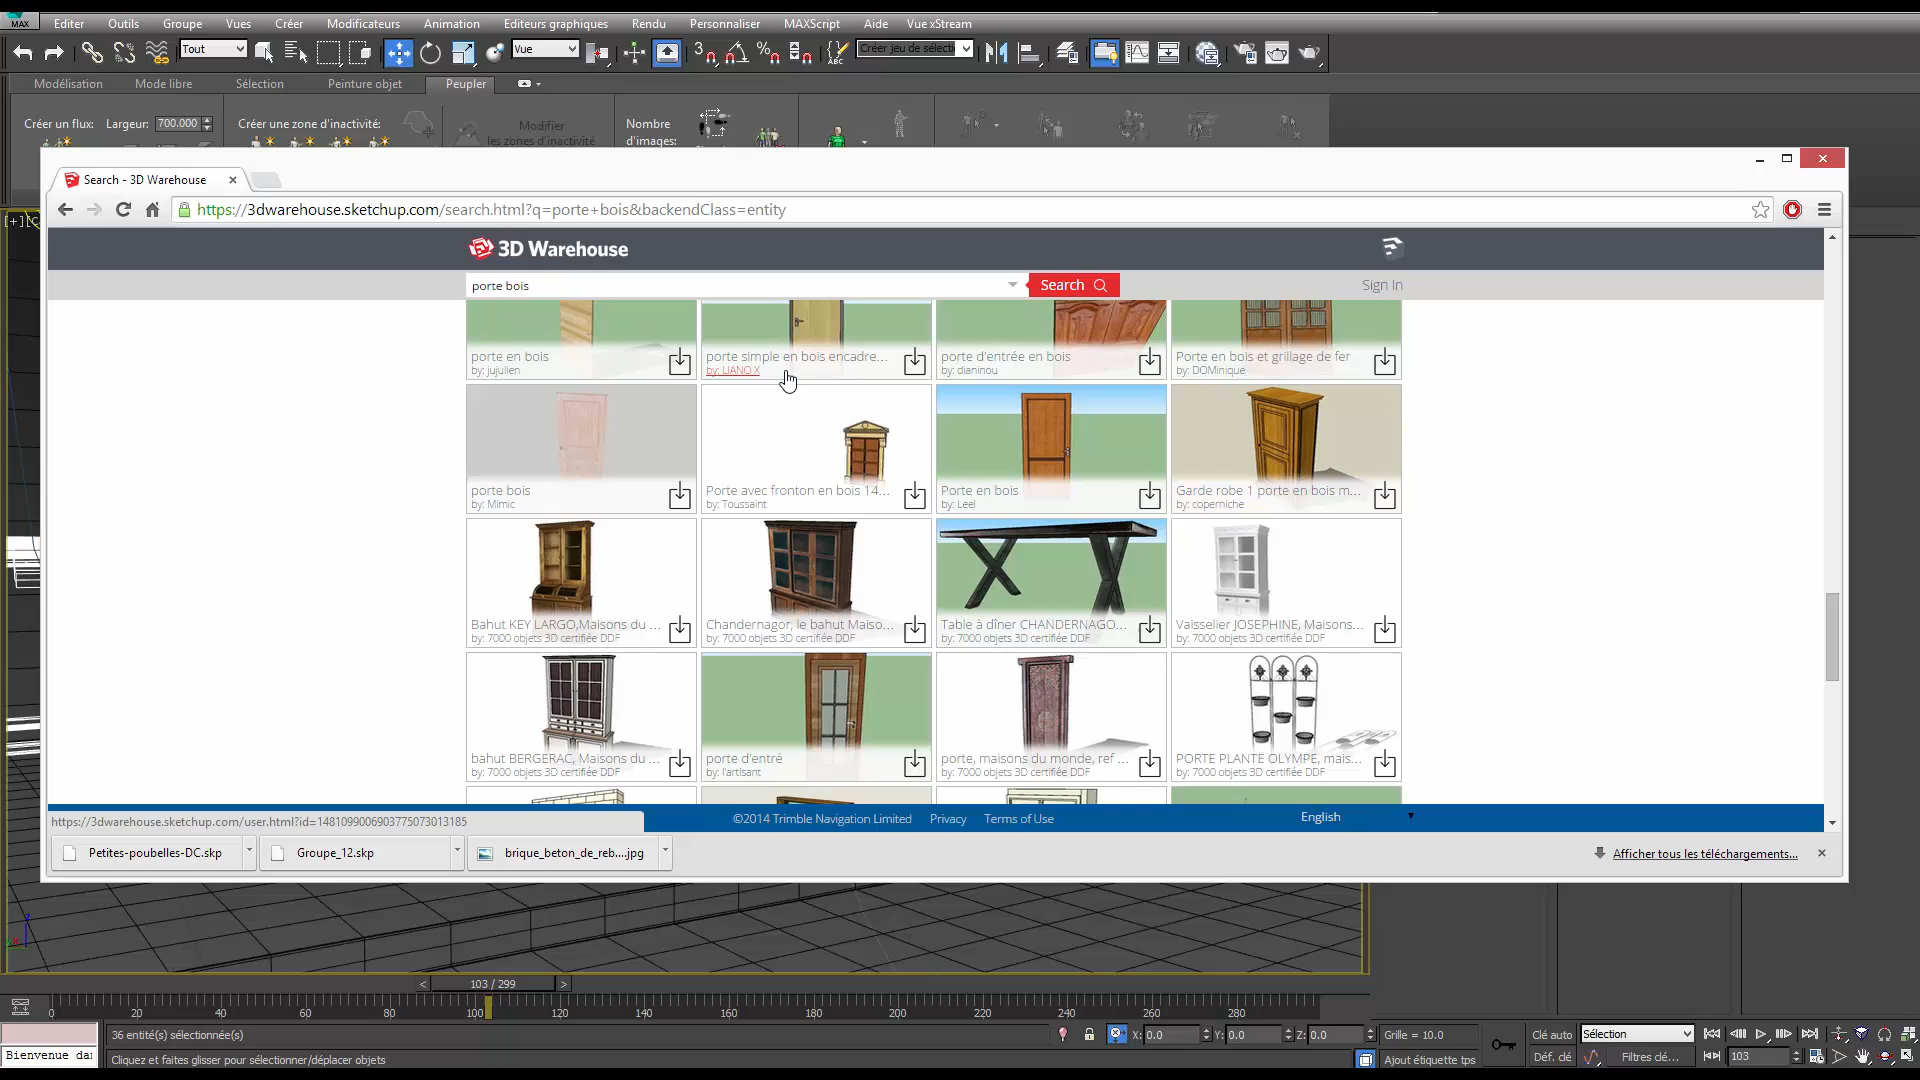 MAX Editer Outils Groupe Vues Créer Modificateurs Animation Editeurs graphiques Rendu Personnaliser MAXScript Aide Vue xStream
Tout Vue Créer jeu de sélecti
Modélisation Mode libre Sélection Peinture objet Peupler
Créer un flux: Largeur: 700.000 Créer une zone d'inactivité: Modifier les zones d'inactivité Nombre d'images:
Search - 3D Warehouse
https://3dwarehouse.sketchup.com/search.html?q=porte+bois&backendClass=entity
3D Warehouse
porte bois Search Sign In
porte en bois
by: jujulien
porte simple en bois encadre...
by: LIANO X
porte d'entrée en bois
by: dianinou
Porte en bois et grillage de fer
by: DOMinique
porte bois
by: Mimic
Porte avec fronton en bois 14...
by: Toussaint
Porte en bois
by: Leel
Garde robe 1 porte en bois m...
by: coperniche
Bahut KEY LARGO,Maisons du ...
by: 7000 objets 3D certifiée DDF
Chandernagor, le bahut Maiso...
by: 7000 objets 3D certifiée DDF
Table à dîner CHANDERNAGO...
by: 7000 objets 3D certifiée DDF
Vaisselier JOSEPHINE, Maisons...
by: 7000 objets 3D certifiée DDF
bahut BERGERAC, Maisons du ...
by: 7000 objets 3D certifiée DDF
porte d'entré
by: l'artisant
porte, maisons du monde, ref ...
by: 7000 objets 3D certifiée DDF
PORTE PLANTE OLYMPE, mais...
by: 7000 objets 3D certifiée DDF
https://3dwarehouse.sketchup.com/user.html?id=1481099006903775073013185
©2014 Trimble Navigation Limited Privacy Terms of Use English
Petites-poubelles-DC.skp Groupe_12.skp brique_beton_de_reb....jpg Afficher tous les téléchargements...
103 / 299
0 20 40 60 80 100 120 140 160 180 200 220 240 260 280
36 entité(s) sélectionnée(s) X: 0.0 Y: 0.0 Z: 0.0 Grille = 10.0 Clé auto Sélection
Bienvenue da Cliquez et faites glisser pour sélectionner/déplacer objets Ajout étiquette tps Déf. clé Filtres clé... 103